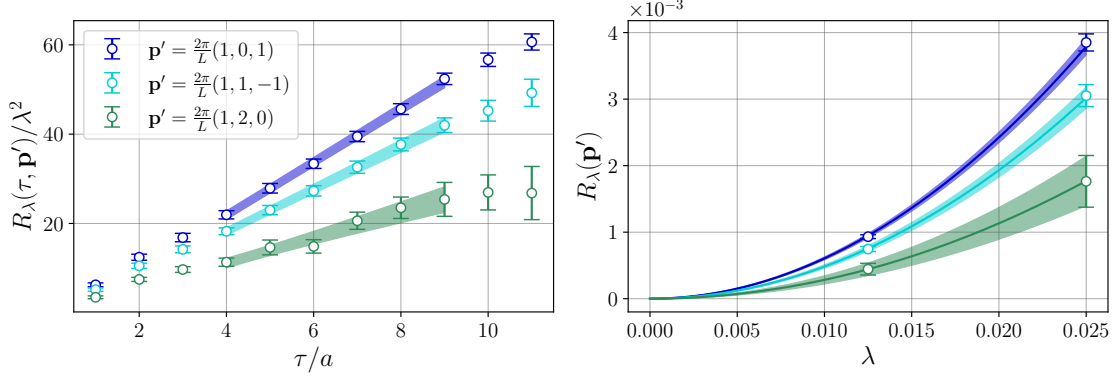 R_λ(τ, p′)/λ²
60
40
20
p′ = 2π/L (1, 0, 1)
p′ = 2π/L (1, 1, −1)
p′ = 2π/L (1, 2, 0)
2 4 6 8 10
τ/a
×10⁻³
R_λ(p′)
4
3
2
1
0
0.000 0.005 0.010 0.015 0.020 0.025
λ